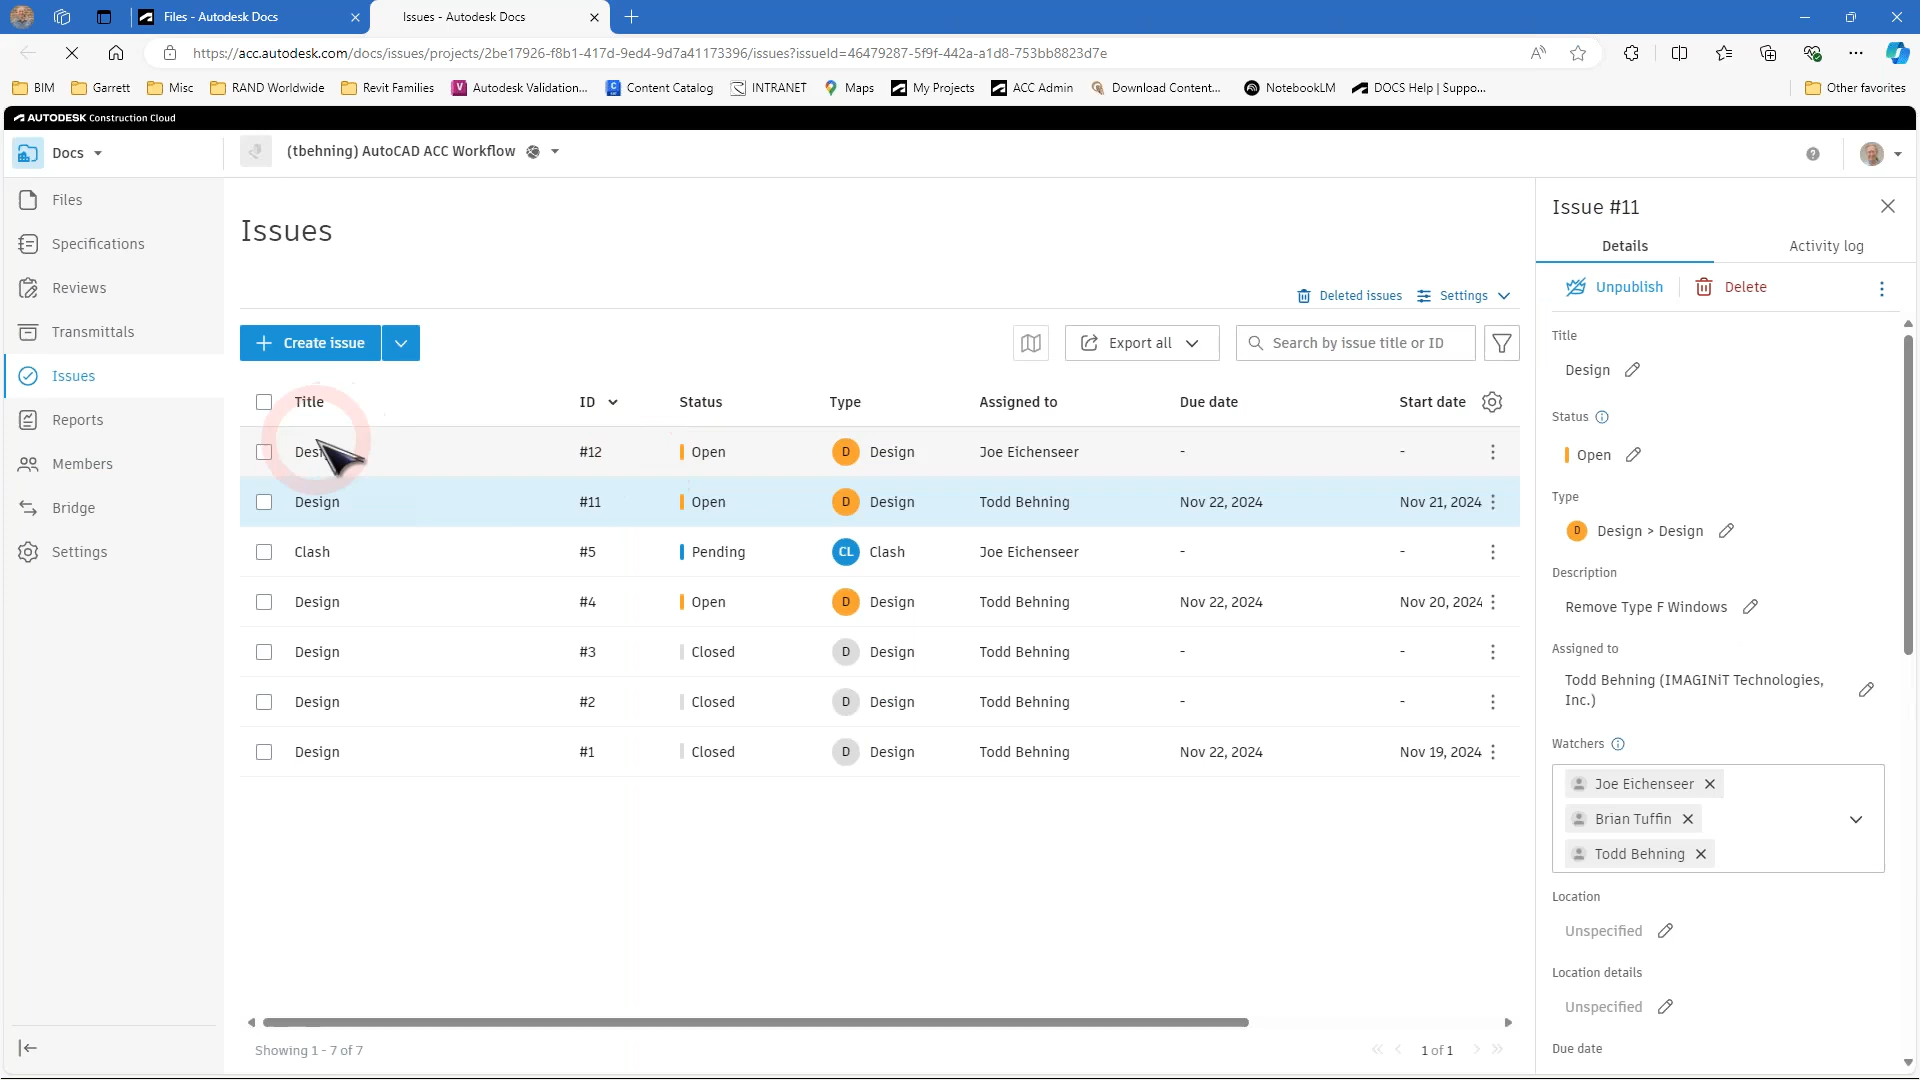 Files - Autodesk Docs
Issues - Autodesk Docs
https://acc.autodesk.com/docs/issues/projects/2be17926-f8b1-417d-9ed4-9d7a41173396/issues?issueId=46479287-5f9f-442a-a1d8-753bb8823d7e
BIM Garrett Misc RAND Worldwide Revit Families Autodesk Validation... Content Catalog INTRANET Maps My Projects ACC Admin Download Content... NotebookLM DOCS Help | Suppo... Other favorites
AUTODESK Construction Cloud
Docs
(tbehning) AutoCAD ACC Workflow
Files
Specifications
Reviews
Transmittals
Issues
Reports
Members
Bridge
Settings
Issues
Deleted issues Settings
Create issue Export all Search by issue title or ID
Title ID Status Type Assigned to Due date Start date
#12 Open D Design Joe Eichenseer - -
Design #11 Open D Design Todd Behning Nov 22, 2024 Nov 21, 2024
Clash #5 Pending CL Clash Joe Eichenseer - -
Design #4 Open D Design Todd Behning Nov 22, 2024 Nov 20, 2024
Design #3 Closed D Design Todd Behning - -
Design #2 Closed D Design Todd Behning - -
Design #1 Closed D Design Todd Behning Nov 22, 2024 Nov 19, 2024
Showing 1 - 7 of 7
1 of 1
Issue #11
Details Activity log
Unpublish Delete
Title
Design
Status
Open
Type
D Design > Design
Description
Remove Type F Windows
Assigned to
Todd Behning (IMAGINiT Technologies,
Inc.)
Watchers
Joe Eichenseer
Brian Tuffin
Todd Behning
Location
Unspecified
Location details
Unspecified
Due date